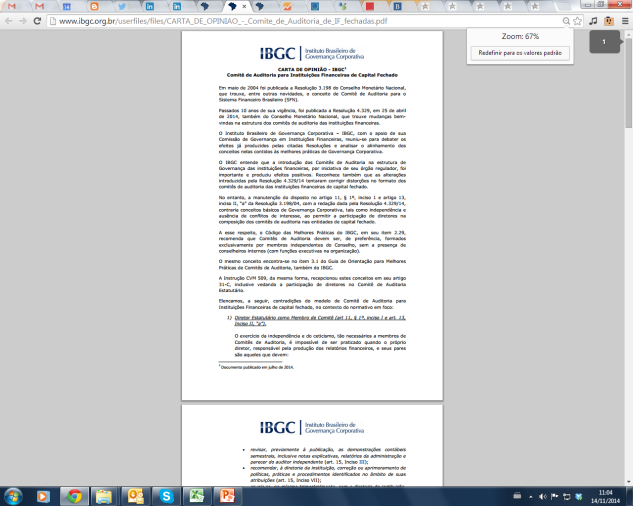 www.ibgc.org.br/userfiles/files/CARTA_DE_OPINIAO_-_Comite_de_Auditoria_de_IF_fechadas.pdf
Zoom: 67%
Redefinir para os valores padrão
1
IBGC | Instituto Brasileiro de
Governança Corporativa
CARTA DE OPINIÃO - IBGC¹
Comitê de Auditoria para Instituições Financeiras de Capital Fechado
Em maio de 2004 foi publicada a Resolução 3.198 do Conselho Monetário Nacional,
que trouxe, entre outras novidades, o conceito de Comitê de Auditoria para o
Sistema Financeiro Brasileiro (SFN).
Passados 10 anos de sua vigência, foi publicada a Resolução 4.329, em 25 de abril
de 2014, também do Conselho Monetário Nacional, que trouxe mudanças bem-
vindas na estrutura dos comitês de auditoria das instituições financeiras.
O Instituto Brasileiro de Governança Corporativa – IBGC, com a apoio de sua
Comissão de Governança em Instituições Financeiras, reuniu-se para debater os
efeitos já produzidos pelas citadas Resoluções e analisar o alinhamento dos
conceitos nelas contidos às melhores práticas de Governança Corporativa.
O IBGC entende que a introdução dos Comitês de Auditoria na estrutura de
Governança das instituições financeiras, por iniciativa de seu órgão regulador, foi
importante e produziu efeitos positivos. Reconhece também que as alterações
introduzidas pela Resolução 4.329/14 tentaram corrigir distorções no formato dos
comitês de auditoria das instituições financeiras de capital fechado.
No entanto, a manutenção do disposto no artigo 11, § 1º, inciso I e artigo 13,
inciso II, "a" da Resolução 3.198/04, com a redação dada pela Resolução 4.329/14,
contraria conceitos básicos de Governança Corporativa, tais como independência e
ausência de conflitos de interesse, ao permitir a participação de diretores na
composição dos comitês de auditoria nas entidades de capital fechado.
A esse respeito, o Código das Melhores Práticas do IBGC, em seu item 2.29,
recomenda que Comitês de Auditoria devem ser, de preferência, formados
exclusivamente por membros independentes do Conselho, sem a presença de
conselheiros internos (com funções executivas na organização).
O mesmo conceito encontra-se no item 3.1 do Guia de Orientação para Melhores
Práticas de Comitês de Auditoria, também do IBGC.
A Instrução CVM 509, da mesma forma, recepcionou estes conceitos em seu artigo
31-C, inclusive vedando a participação de diretores no Comitê de Auditoria
Estatutário.
Elencamos, a seguir, contradições do modelo de Comitê de Auditoria para
Instituições Financeiras de capital fechado, no contexto do normativo em foco:
1) Diretor Estatutário como Membro de Comitê (art 11, § 1º, inciso I e art. 13,
inciso II, "a").
O exercício da independência e do ceticismo, tão necessários a membros de
Comitês de Auditoria, é impossível de ser praticado quando o próprio
diretor, responsável pela produção dos relatórios financeiros, e seus pares
são aqueles que devem:
¹ Documento publicado em julho de 2014.
IBGC | Instituto Brasileiro de
Governança Corporativa
• revisar, previamente à publicação, as demonstrações contábeis
semestrais, inclusive notas explicativas, relatórios da administração e
parecer do auditor independente (art. 15, Inciso III);
• recomendar, à diretoria da instituição, correção ou aprimoramento de
políticas, práticas e procedimentos identificados no âmbito de suas
atribuições (art. 15, Inciso VII);
11:04
14/11/2014